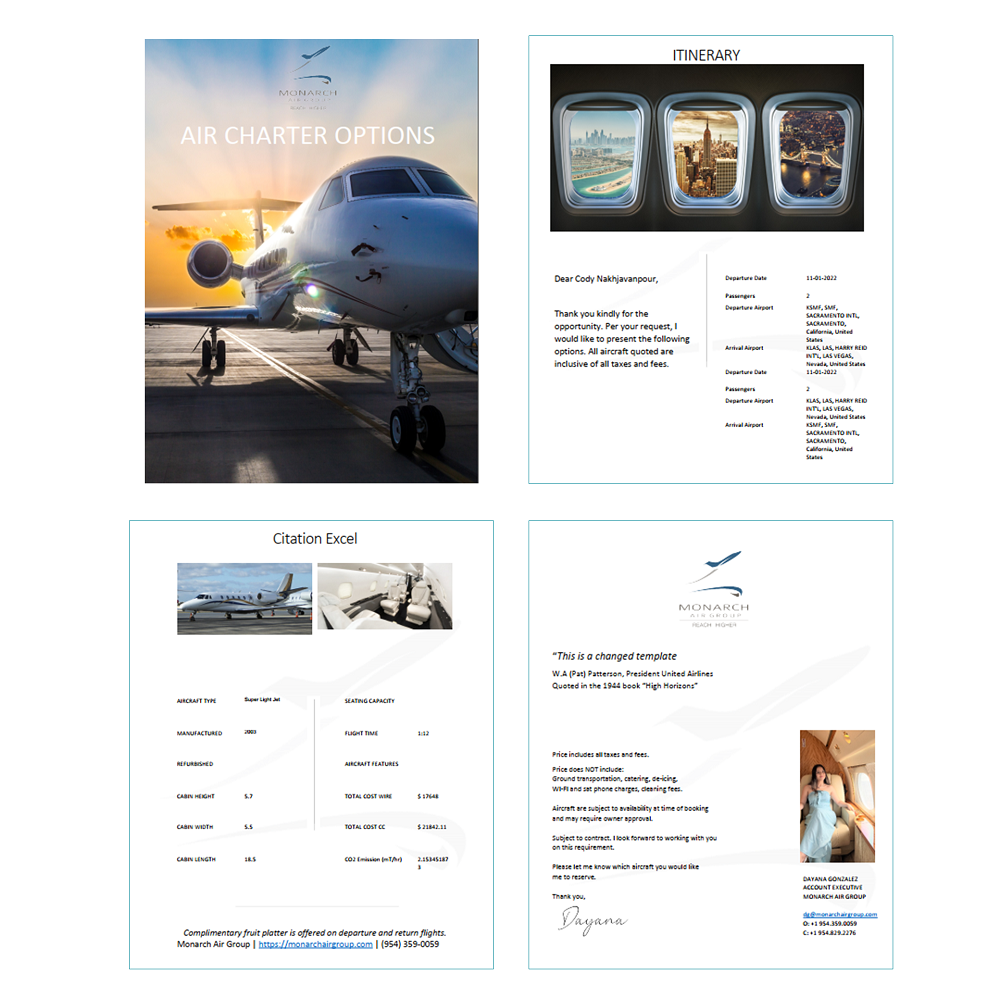 MONARCH
AIR GROUP
REACH HIGHER
AIR CHARTER OPTIONS
ITINERARY
Dear Cody Nakhjavanpour,
Thank you kindly for the
opportunity. Per your request, I
would like to present the following
options. All aircraft quoted are
inclusive of all taxes and fees.
Departure Date 11-01-2022
Passengers 2
Departure Airport KSMF, SMF,
SACRAMENTO INTL,
SACRAMENTO,
California, United
States
Arrival Airport KLAS, LAS, HARRY REID
INT'L, LAS VEGAS,
Nevada, United States
Departure Date 11-01-2022
Passengers 2
Departure Airport KLAS, LAS, HARRY REID
INT'L, LAS VEGAS,
Nevada, United States
Arrival Airport KSMF, SMF,
SACRAMENTO INTL,
SACRAMENTO,
California, United
States
Citation Excel
AIRCRAFT TYPE Super Light Jet
MANUFACTURED 2003
REFURBISHED
CABIN HEIGHT 5.7
CABIN WIDTH 5.5
CABIN LENGTH 18.5
SEATING CAPACITY
FLIGHT TIME 1:12
AIRCRAFT FEATURES
TOTAL COST WIRE $ 17648
TOTAL COST CC $ 21842.11
CO2 Emission (mT/hr) 2.15345187
3
Complimentary fruit platter is offered on departure and return flights.
Monarch Air Group | https://monarchairgroup.com | (954) 359-0059
MONARCH
AIR GROUP
REACH HIGHER
"This is a changed template
W.A (Pat) Patterson, President United Airlines
Quoted in the 1944 book "High Horizons"
Price includes all taxes and fees.
Price does NOT include:
Ground transportation, catering, de-icing,
WI-FI and sat phone charges, cleaning fees.
Aircraft are subject to availability at time of booking
and may require owner approval.
Subject to contract. I look forward to working with you
on this requirement.
Please let me know which aircraft you would like
me to reserve.
Thank you,
Dayana
DAYANA GONZALEZ
ACCOUNT EXECUTIVE
MONARCH AIR GROUP
dg@monarchairgroup.com
O: +1 954.359.0059
C: +1 954.829.2276